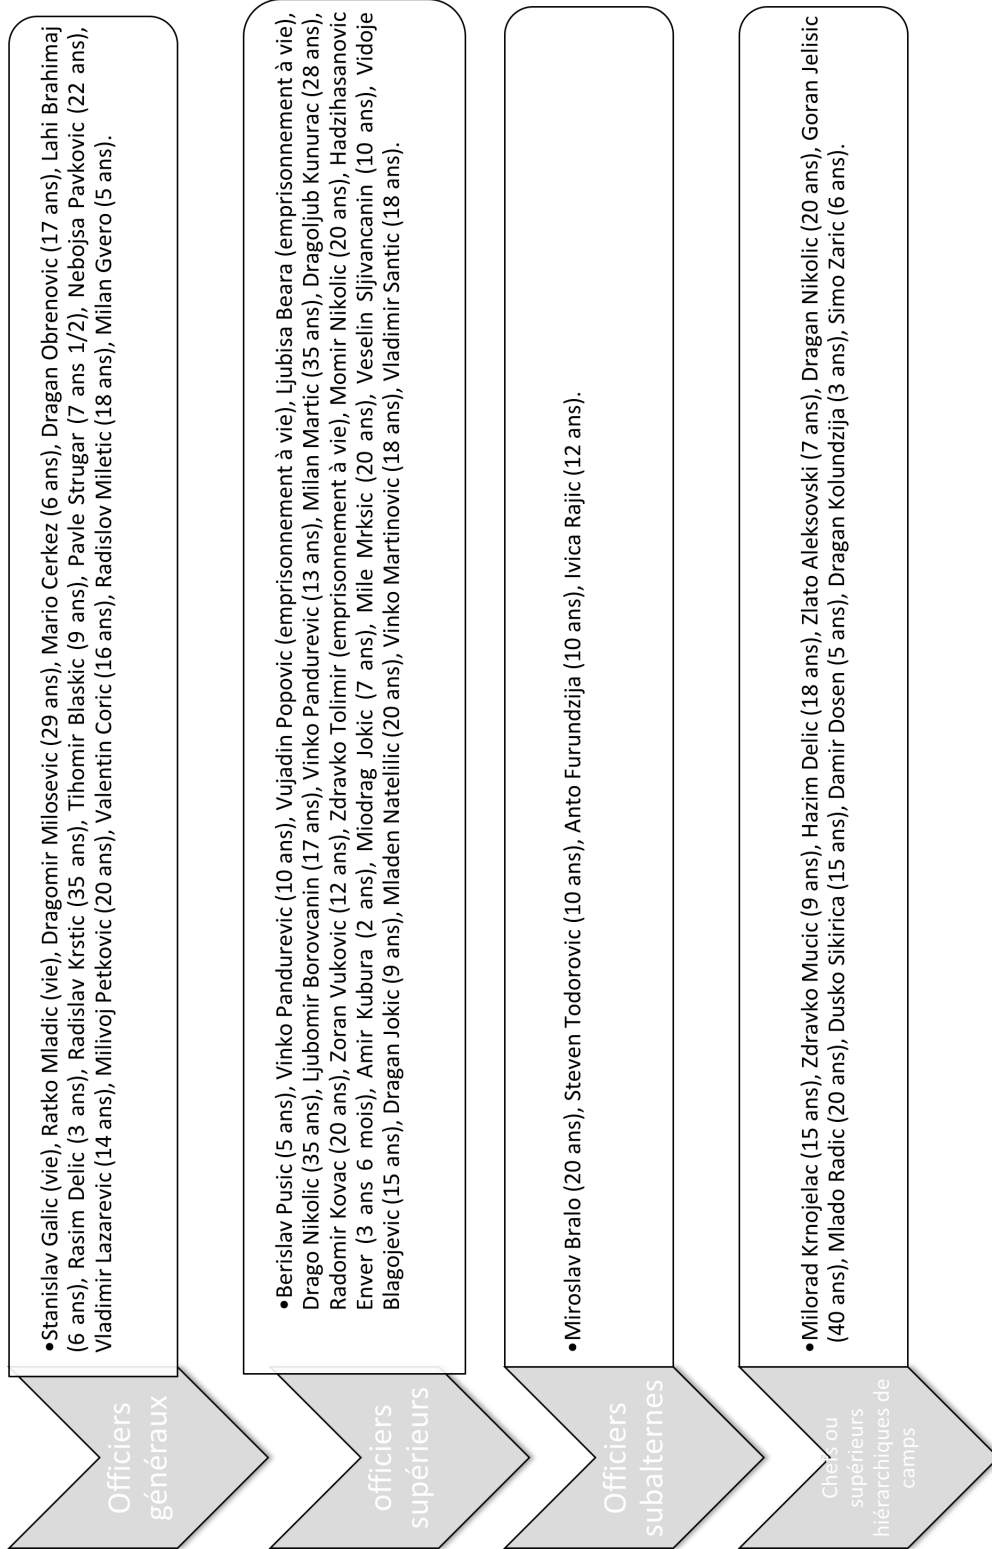 Officiers
généraux
•Stanislav Galic (vie), Ratko Mladic (vie), Dragomir Milosevic (29 ans), Mario Cerkez (6 ans), Dragan Obrenovic (17 ans), Lahi Brahimaj
(6 ans), Rasim Delic (3 ans), Radislav Krstic (35 ans), Tihomir Blaskic (9 ans), Pavle Strugar (7 ans 1/2), Nebojsa Pavkovic (22 ans),
Vladimir Lazarevic (14 ans), Milivoj Petkovic (20 ans), Valentin Coric (16 ans), Radislov Miletic (18 ans), Milan Gvero (5 ans).
officiers
supérieurs
•Berislav Pusic (5 ans), Vinko Pandurevic (10 ans), Vujadin Popovic (emprisonnement à vie), Ljubisa Beara (emprisonnement à vie),
Drago Nikolic (35 ans), Ljubomir Borovcanin (17 ans), Vinko Pandurevic (13 ans), Milan Martic (35 ans), Dragoljub Kunurac (28 ans),
Radomir Kovac (20 ans), Zoran Vukovic (12 ans), Zdravko Tolimir (emprisonnement à vie), Momir Nikolic (20 ans), Hadzihasanovic
Enver (3 ans 6 mois), Amir Kubura (2 ans), Miodrag Jokic (7 ans), Mile Mrksic (20 ans), Veselin Sljivancanin (10 ans), Vidoje
Blagojevic (15 ans), Dragan Jokic (9 ans), Mladen Natelilic (20 ans), Vinko Martinovic (18 ans), Vladimir Santic (18 ans).
Officiers
subalternes
•Miroslav Bralo (20 ans), Steven Todorovic (10 ans), Anto Furundzija (10 ans), Ivica Rajic (12 ans).
Chefs ou
supérieurs
hiérarchiques de
camps
•Milorad Krnojelac (15 ans), Zdravko Mucic (9 ans), Hazim Delic (18 ans), Zlato Aleksovski (7 ans), Dragan Nikolic (20 ans), Goran Jelisic
(40 ans), Mlado Radic (20 ans), Dusko Sikirica (15 ans), Damir Dosen (5 ans), Dragan Kolundzija (3 ans), Simo Zaric (6 ans).